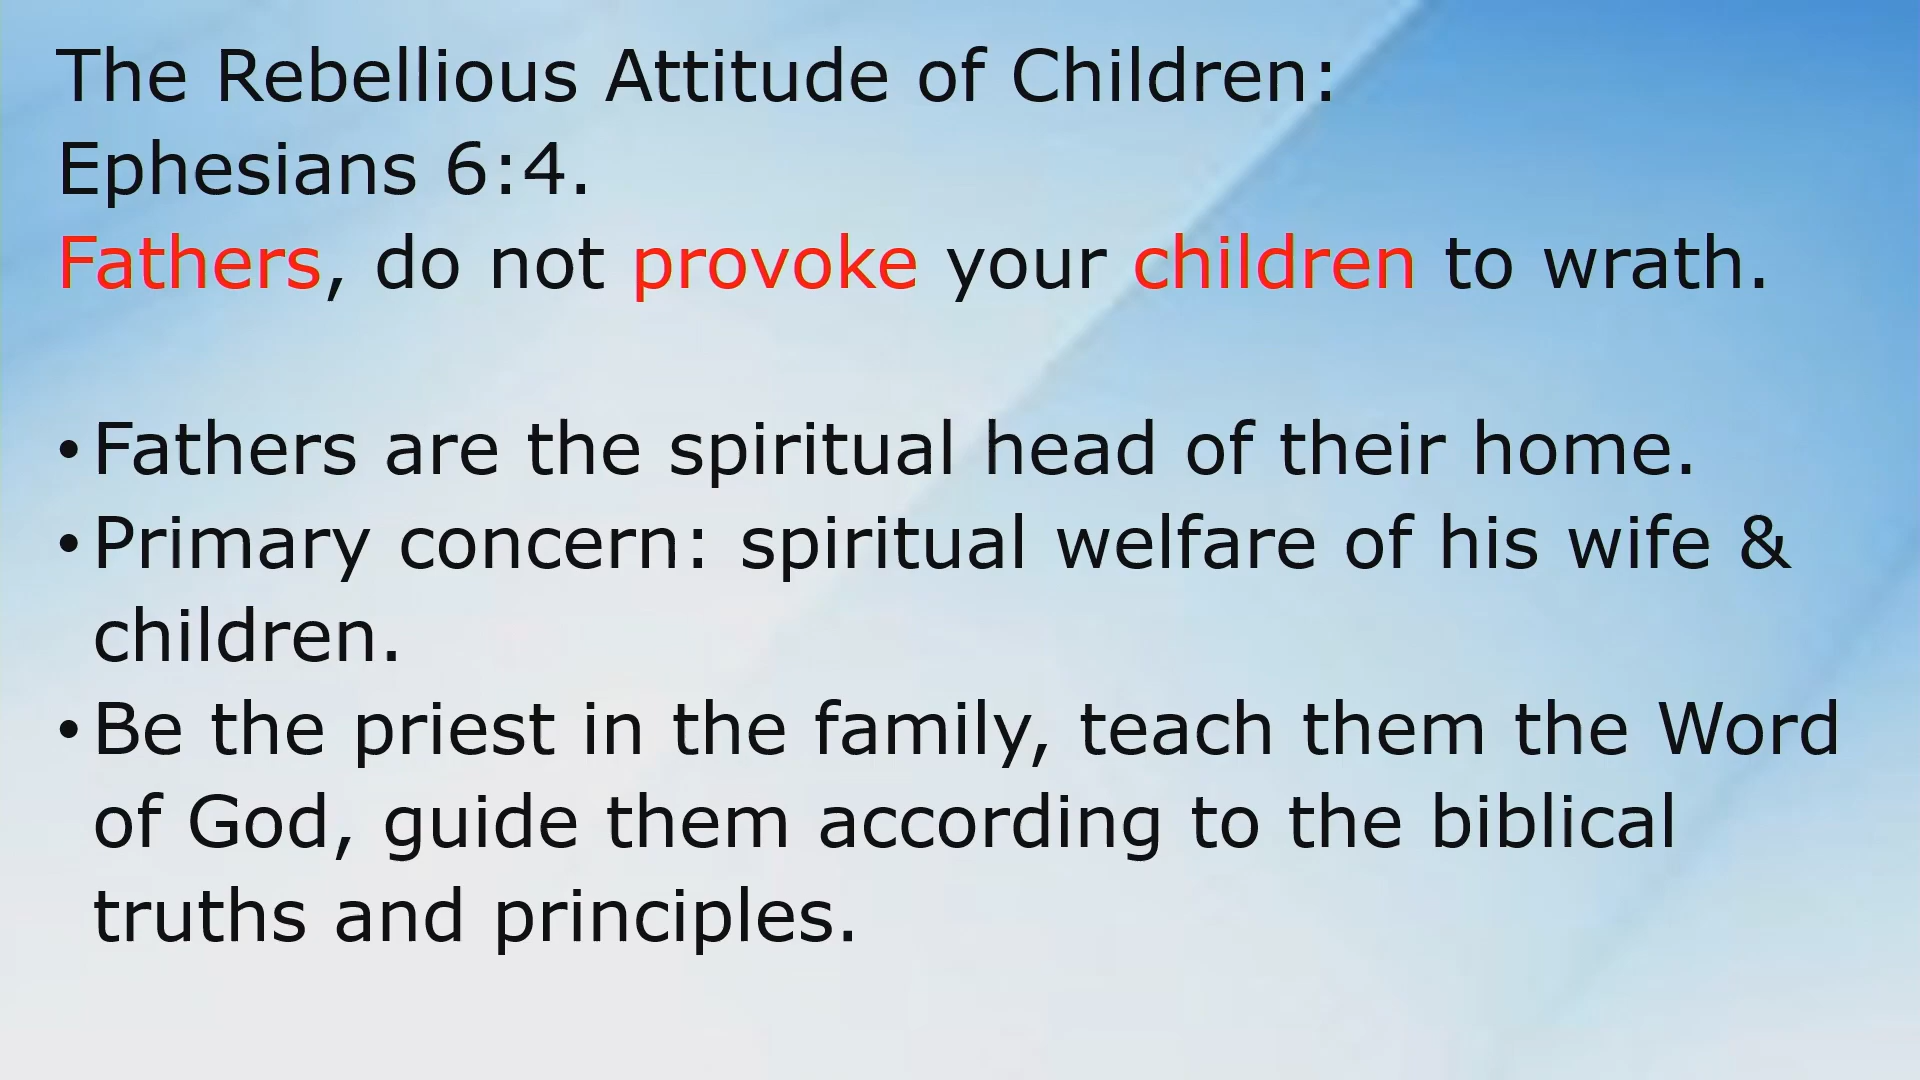 The Rebellious Attitude of Children:
Ephesians 6:4.
Fathers, do not provoke your children to wrath.
• Fathers are the spiritual head of their home.
• Primary concern: spiritual welfare of his wife &
children.
• Be the priest in the family, teach them the Word
of God, guide them according to the biblical
truths and principles.